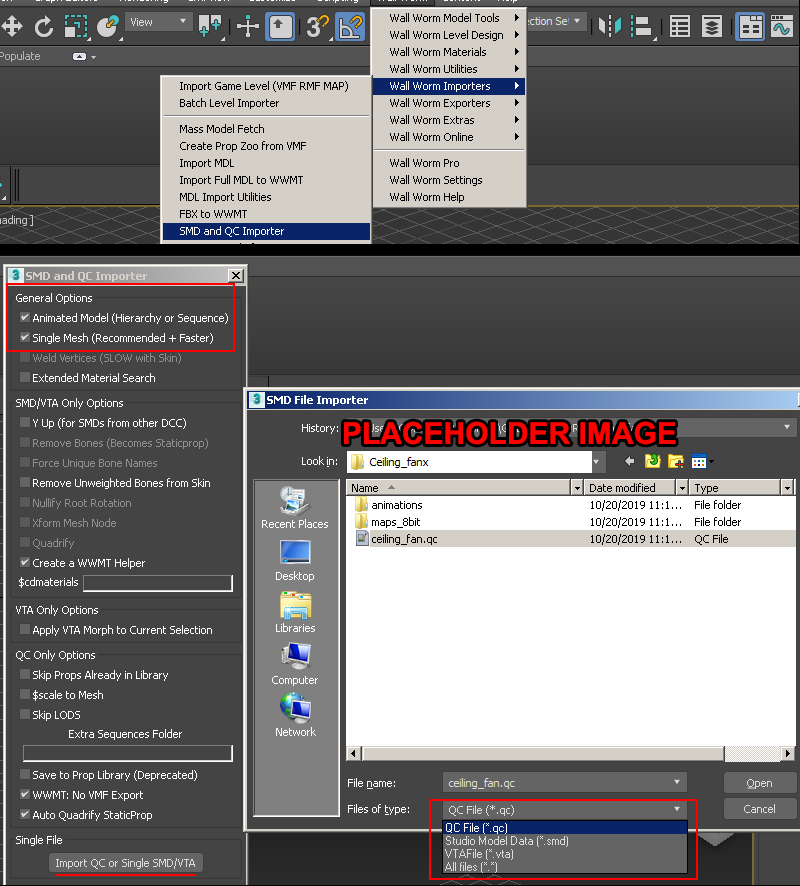 View
Wall Worm Model Tools
Wall Worm Level Design
Wall Worm Materials
Wall Worm Utilities
Wall Worm Importers
Wall Worm Exporters
Wall Worm Extras
Wall Worm Online
Wall Worm Pro
Wall Worm Settings
Wall Worm Help
ection Set
Populate
Import Game Level (VMF RMF MAP)
Batch Level Importer
Mass Model Fetch
Create Prop Zoo from VMF
Import MDL
Import Full MDL to WWMT
MDL Import Utilities
FBX to WWMT
SMD and QC Importer
hading ]
SMD and QC Importer
General Options
Animated Model (Hierarchy or Sequence)
Single Mesh (Recommended + Faster)
Weld Vertices (SLOW with Skin)
Extended Material Search
SMD/VTA Only Options
Y Up (for SMDs from other DCC)
Remove Bones (Becomes Staticprop)
Force Unique Bone Names
Remove Unweighted Bones from Skin
Nullify Root Rotation
Xform Mesh Node
Quadrify
Create a WWMT Helper
$cdmaterials
VTA Only Options
Apply VTA Morph to Current Selection
QC Only Options
Skip Props Already in Library
$scale to Mesh
Skip LODS
Extra Sequences Folder
Save to Prop Library (Deprecated)
WWMT: No VMF Export
Auto Quadrify StaticProp
Single File
Import QC or Single SMD/VTA
SMD File Importer
History:
PLACEHOLDER IMAGE
Look in:
Ceiling_fanx
Name Date modified Type
animations 10/20/2019 11:1... File folder
maps_8bit 10/20/2019 11:1... File folder
ceiling_fan.qc 10/20/2019 11:1... QC File
Recent Places
Desktop
Libraries
Computer
Network
File name:
ceiling_fan.qc
Open
Files of type:
QC File (*.qc)
Cancel
QC File (*.qc)
Studio Model Data (*.smd)
VTAFile (*.vta)
All files (*.*)